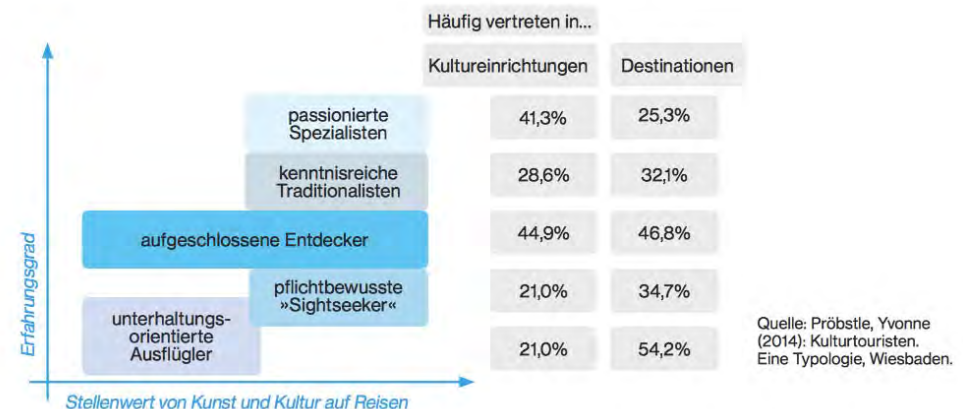 Häufig vertreten in...
Kultureinrichtungen
Destinationen
passionierte
Spezialisten
41,3%
25,3%
kenntnisreiche
Traditionalisten
28,6%
32,1%
aufgeschlossene Entdecker
44,9%
46,8%
pflichtbewusste
»Sightseeker«
21,0%
34,7%
unterhaltungs-
orientierte
Ausflügler
21,0%
54,2%
Erfahrungsgrad
Stellenwert von Kunst und Kultur auf Reisen
Quelle: Pröbstle, Yvonne
(2014): Kulturtouristen.
Eine Typologie, Wiesbaden.